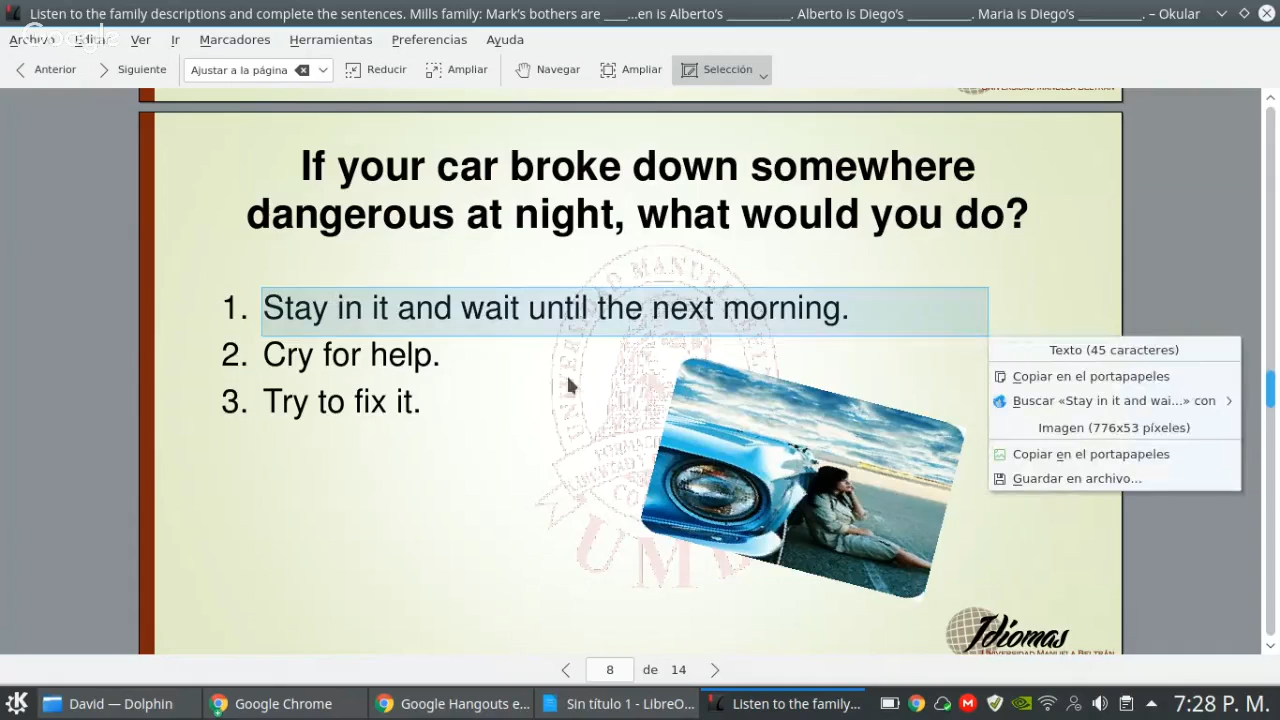 Listen to the family descriptions and complete the sentences. Mills family: Mark's bothers are ____...en is Alberto's _________. Alberto is Diego's _________. Maria is Diego's _________. – Okular
Google
Archivo Editar Ver Ir Marcadores Herramientas Preferencias Ayuda
Anterior Siguiente Ajustar a la página Reducir Ampliar Navegar Ampliar Selección
UNIVERSIDAD MANUELA BELTRÁN
If your car broke down somewhere
dangerous at night, what would you do?
1. Stay in it and wait until the next morning.
2. Cry for help.
3. Try to fix it.
UMB
Texto (45 caracteres)
Copiar en el portapapeles
Buscar «Stay in it and wai...» con
Imagen (776x53 píxeles)
Copiar en el portapapeles
Guardar en archivo...
Idiomas
UNIVERSIDAD MANUELA BELTRÁN
8 de 14
David — Dolphin Google Chrome Google Hangouts e... Sin título 1 - LibreO... Listen to the family... 7:28 P. M.